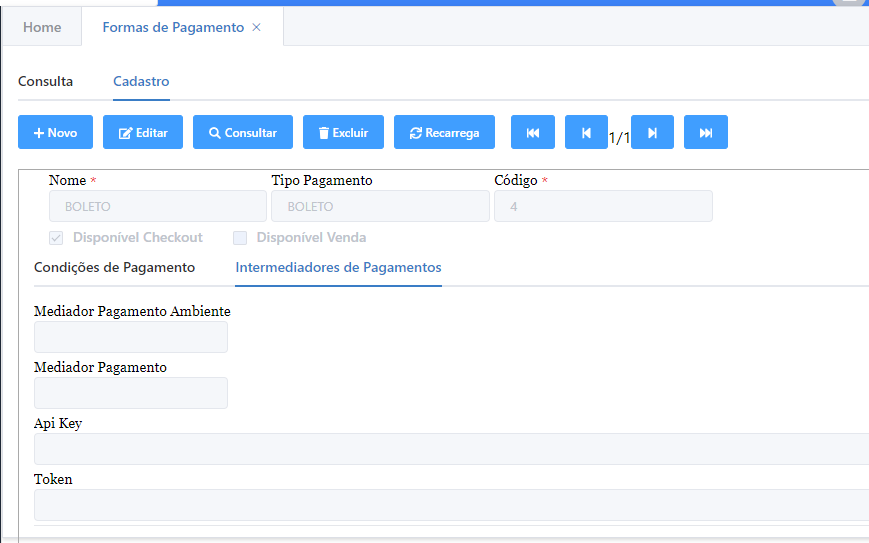 Home Formas de Pagamento ×
Consulta Cadastro
+ Novo Editar Consultar Excluir Recarrega 1/1
Nome * Tipo Pagamento Código *
BOLETO BOLETO 4
Disponível Checkout Disponível Venda
Condições de Pagamento Intermediadores de Pagamentos
Mediador Pagamento Ambiente
Mediador Pagamento
Api Key
Token